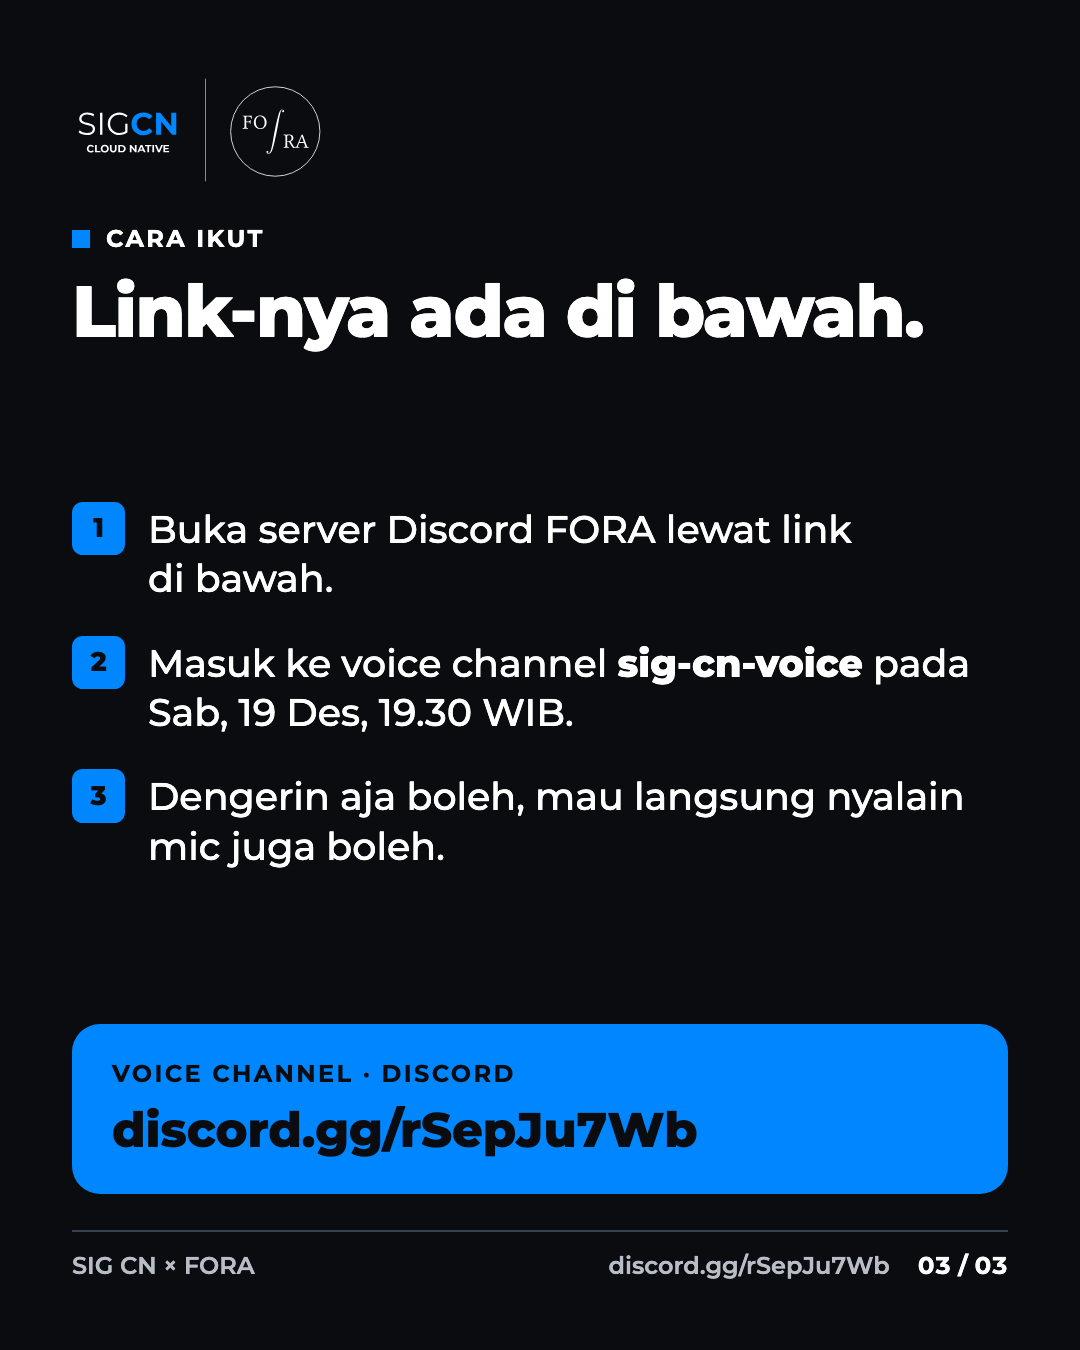 SIGCN
CLOUD NATIVE
FO
RA
CARA IKUT
Link-nya ada di bawah.
1
Buka server Discord FORA lewat link
di bawah.
2
Masuk ke voice channel sig-cn-voice pada
Sab, 19 Des, 19.30 WIB.
3
Dengerin aja boleh, mau langsung nyalain
mic juga boleh.
VOICE CHANNEL · DISCORD
discord.gg/rSepJu7Wb
SIG CN × FORA
discord.gg/rSepJu7Wb 03 / 03